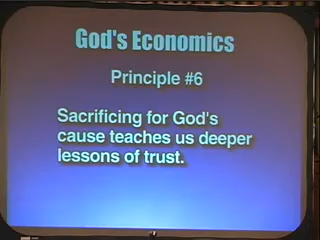 God's Economics
Principle #6
Sacrificing for God's
cause teaches us deeper
lessons of trust.